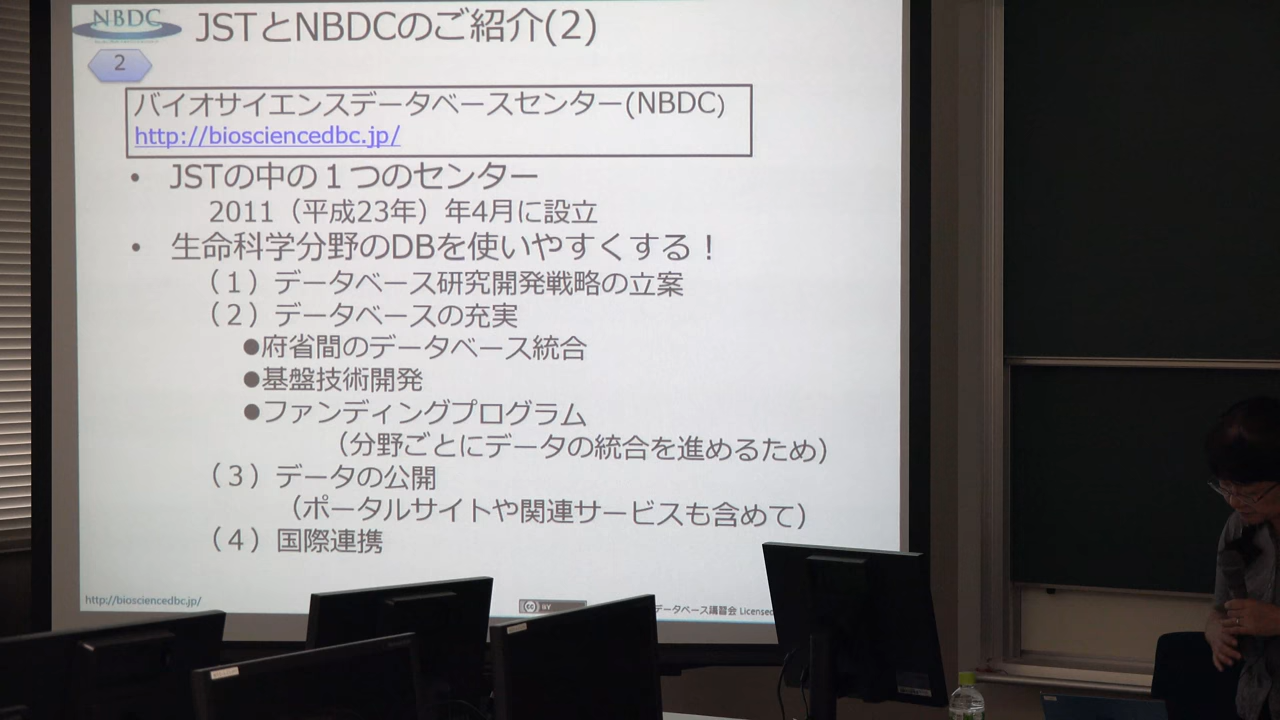 NBDC
JSTとNBDCのご紹介(2)
2
バイオサイエンスデータベースセンター(NBDC)
http://biosciencedbc.jp/
• JSTの中の１つのセンター
2011（平成23年）年4月に設立
• 生命科学分野のDBを使いやすくする！
（1）データベース研究開発戦略の立案
（2）データベースの充実
●府省間のデータベース統合
●基盤技術開発
●ファンディングプログラム
（分野ごとにデータの統合を進めるため）
（3）データの公開
（ポータルサイトや関連サービスも含めて）
（4）国際連携
http://biosciencedbc.jp/
cc BY
データベース講習会 Licensed